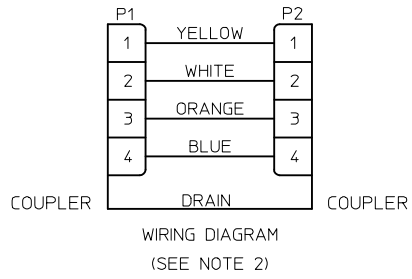 P1 P2
1 YELLOW 1
2 WHITE 2
3 ORANGE 3
4 BLUE 4
COUPLER DRAIN COUPLER
WIRING DIAGRAM
(SEE NOTE 2)